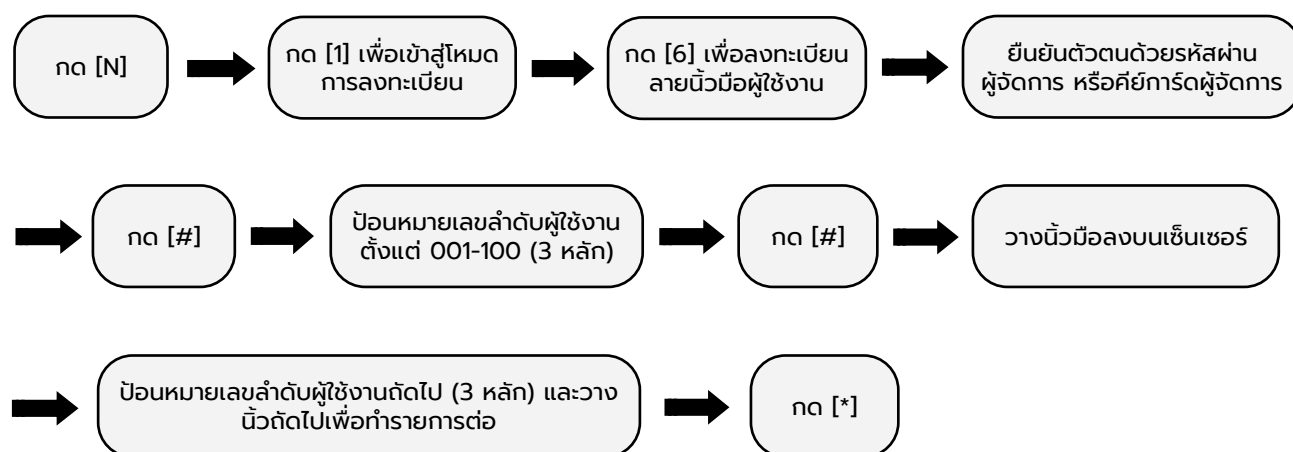 กด [N]
กด [1] เพื่อเข้าสู่โหมด
การลงทะเบียน
กด [6] เพื่อลงทะเบียน
ลายนิ้วมือผู้ใช้งาน
ยืนยันตัวตนด้วยรหัสผ่าน
ผู้จัดการ หรือคีย์การ์ดผู้จัดการ
กด [#]
ป้อนหมายเลขลำดับผู้ใช้งาน
ตั้งแต่ 001-100 (3 หลัก)
กด [#]
วางนิ้วมือลงบนเซ็นเซอร์
ป้อนหมายเลขลำดับผู้ใช้งานถัดไป (3 หลัก) และวาง
นิ้วถัดไปเพื่อทำรายการต่อ
กด [*]